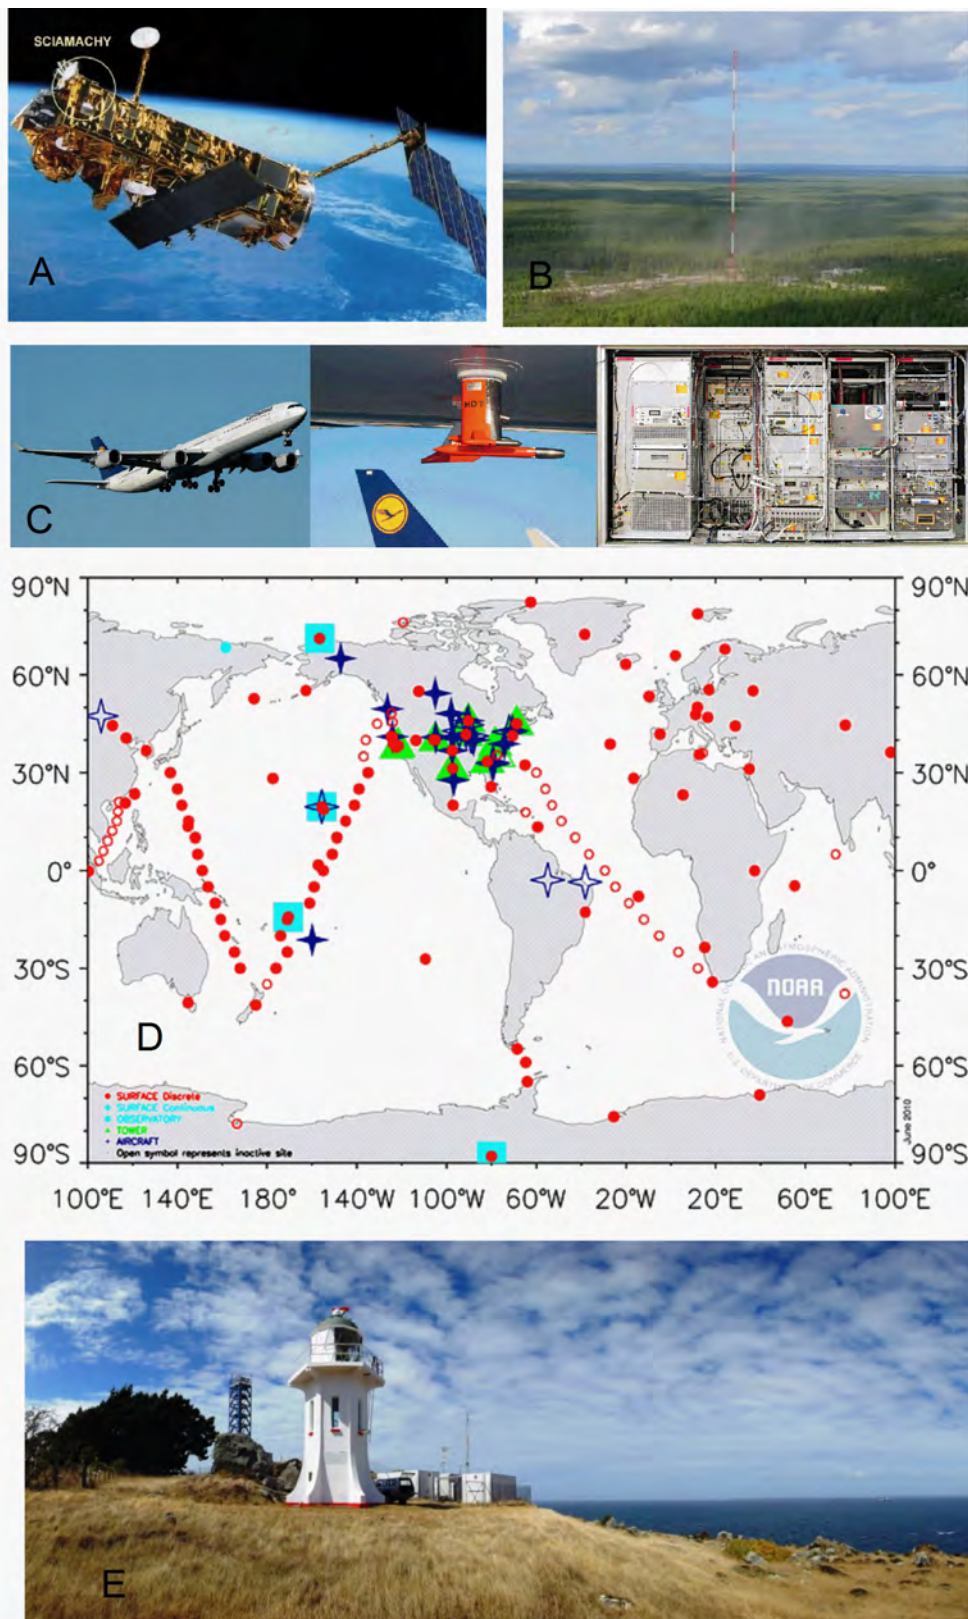 SCIAMACHY
A
B
C
90°N
60°N
30°N
0°
30°S
60°S
90°S
90°N
60°N
30°N
0°
30°S
60°S
90°S
NOAA
D
SURFACE Discrete
SURFACE Continuous
OBSERVATORY
TOWER
AIRCRAFT
Open symbol represents inactive site
June 2010
100°E 140°E 180° 140°W 100°W 60°W 20°W 20°E 60°E 100°E
E